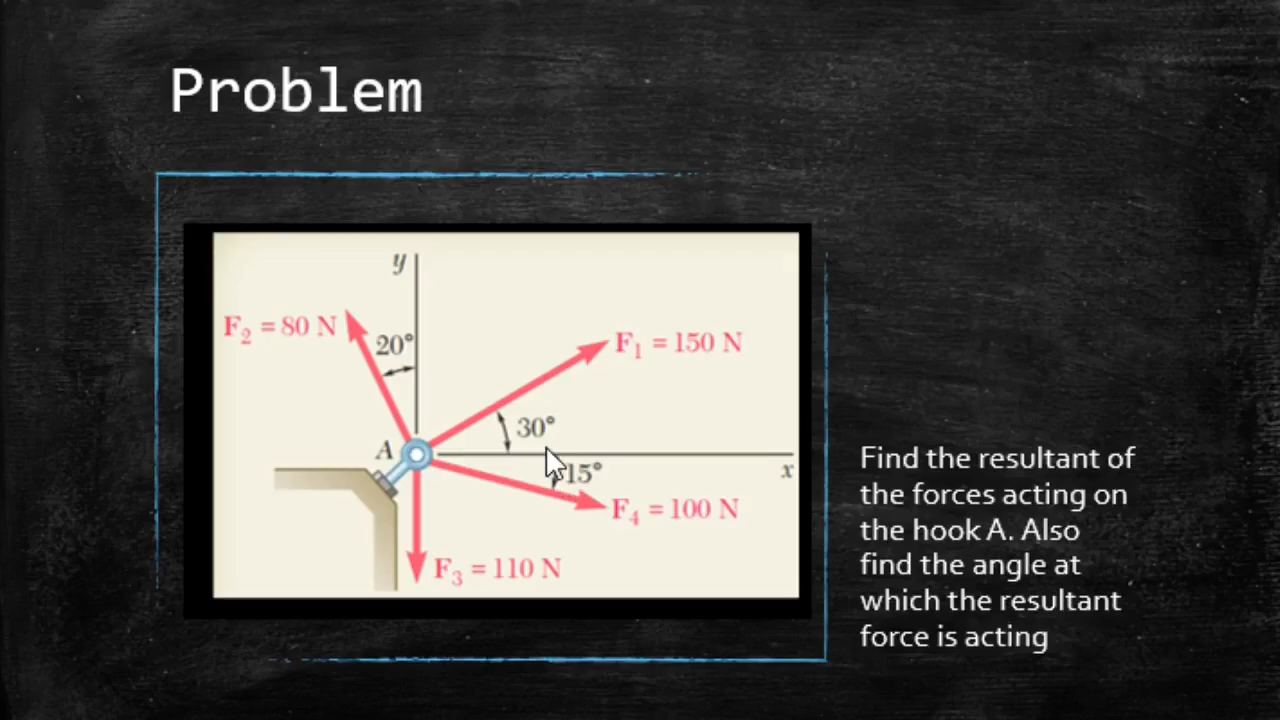 Problem
y
F₂ = 80 N
20°
F₁ = 150 N
A
30°
x
15°
F₄ = 100 N
F₃ = 110 N
Find the resultant of
the forces acting on
the hook A. Also
find the angle at
which the resultant
force is acting